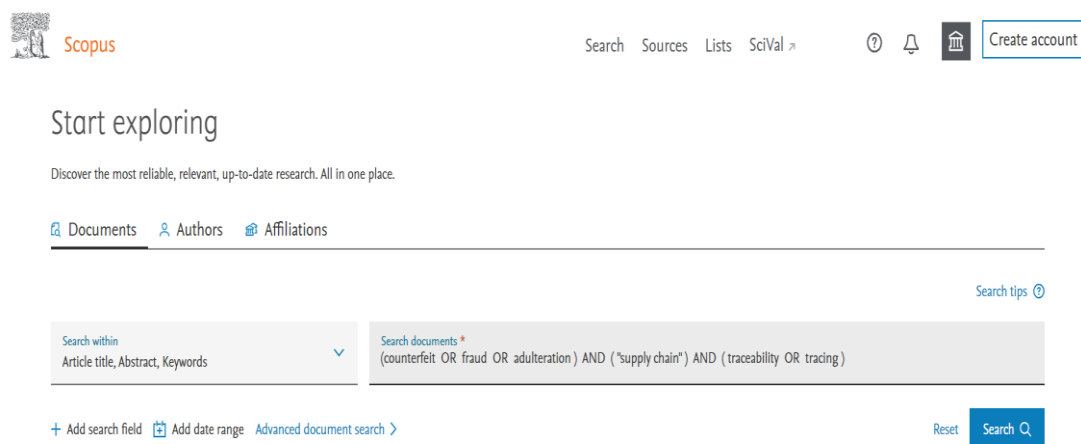 Scopus
Search Sources Lists SciVal
Create account
Start exploring
Discover the most reliable, relevant, up-to-date research. All in one place.
Documents Authors Affiliations
Search tips
Search within
Article title, Abstract, Keywords
Search documents *
(counterfeit OR fraud OR adulteration ) AND ( "supply chain" ) AND ( traceability OR tracing )
+ Add search field Add date range Advanced document search >
Reset Search